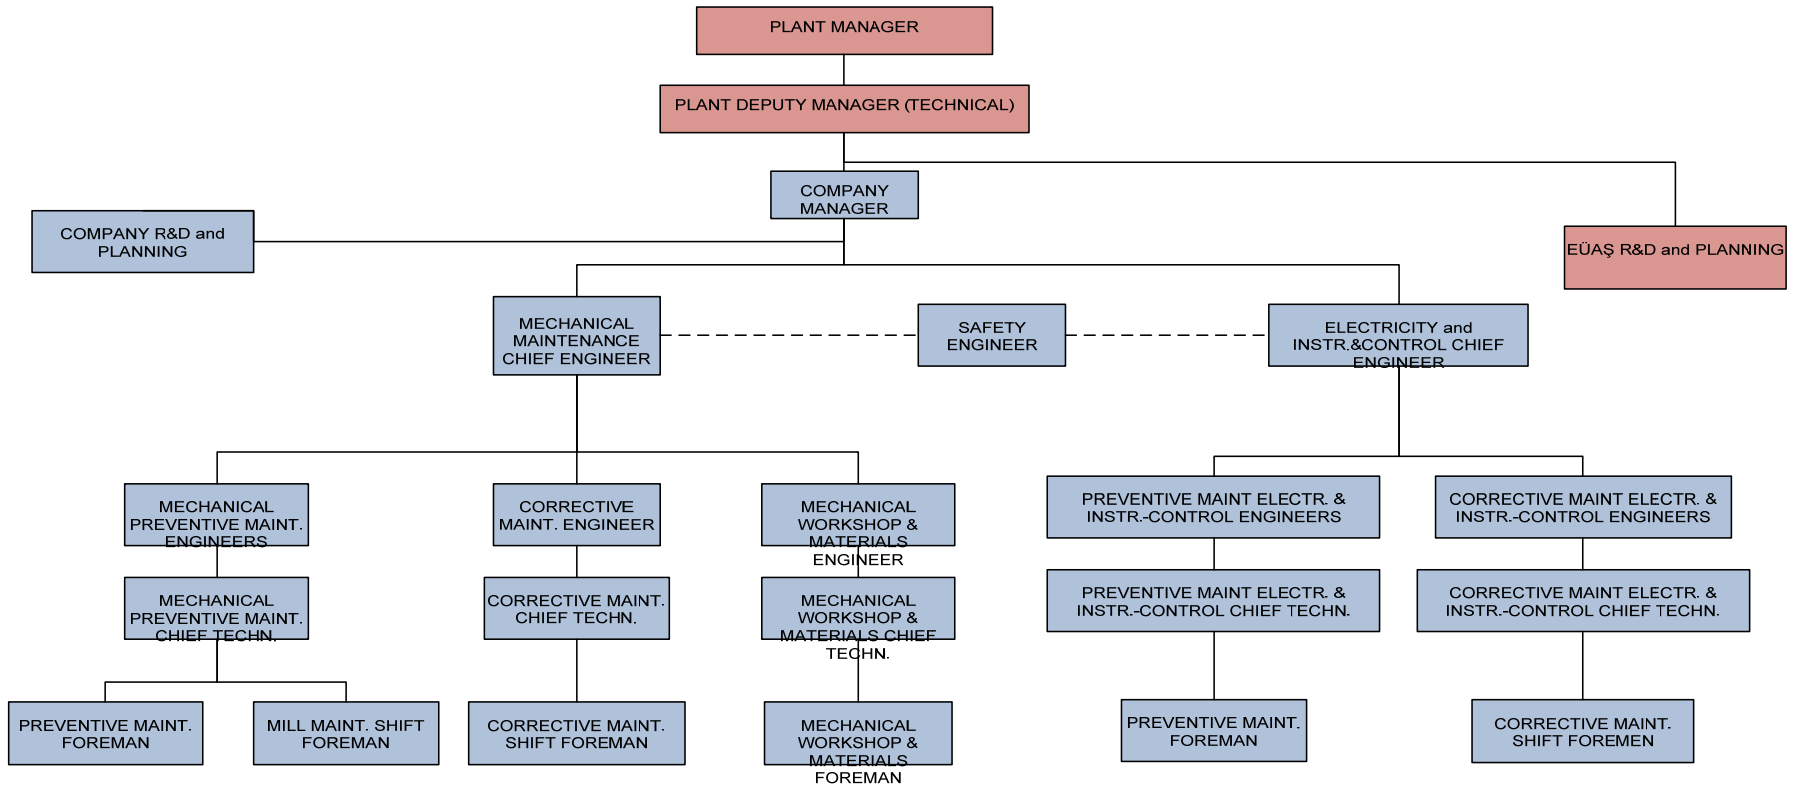 PLANT MANAGER
PLANT DEPUTY MANAGER (TECHNICAL)
COMPANY
MANAGER
COMPANY R&D and
PLANNING
EÜAŞ R&D and PLANNING
MECHANICAL
MAINTENANCE
CHIEF ENGINEER
SAFETY
ENGINEER
ELECTRICITY and
INSTR.&CONTROL CHIEF
ENGINEER
MECHANICAL
PREVENTIVE MAINT.
ENGINEERS
CORRECTIVE
MAINT. ENGINEER
MECHANICAL
WORKSHOP &
MATERIALS
ENGINEER
PREVENTIVE MAINT ELECTR. &
INSTR.-CONTROL ENGINEERS
CORRECTIVE MAINT ELECTR. &
INSTR.-CONTROL ENGINEERS
MECHANICAL
PREVENTIVE MAINT.
CHIEF TECHN.
CORRECTIVE MAINT.
CHIEF TECHN.
MECHANICAL
WORKSHOP &
MATERIALS CHIEF
TECHN.
PREVENTIVE MAINT ELECTR. &
INSTR.-CONTROL CHIEF TECHN.
CORRECTIVE MAINT ELECTR. &
INSTR.-CONTROL CHIEF TECHN.
PREVENTIVE MAINT.
FOREMAN
MILL MAINT. SHIFT
FOREMAN
CORRECTIVE MAINT.
SHIFT FOREMAN
MECHANICAL
WORKSHOP &
MATERIALS
FOREMAN
PREVENTIVE MAINT.
FOREMAN
CORRECTIVE MAINT.
SHIFT FOREMEN